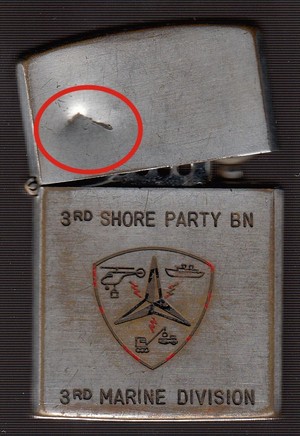 3RD SHORE PARTY BN
3RD MARINE DIVISION